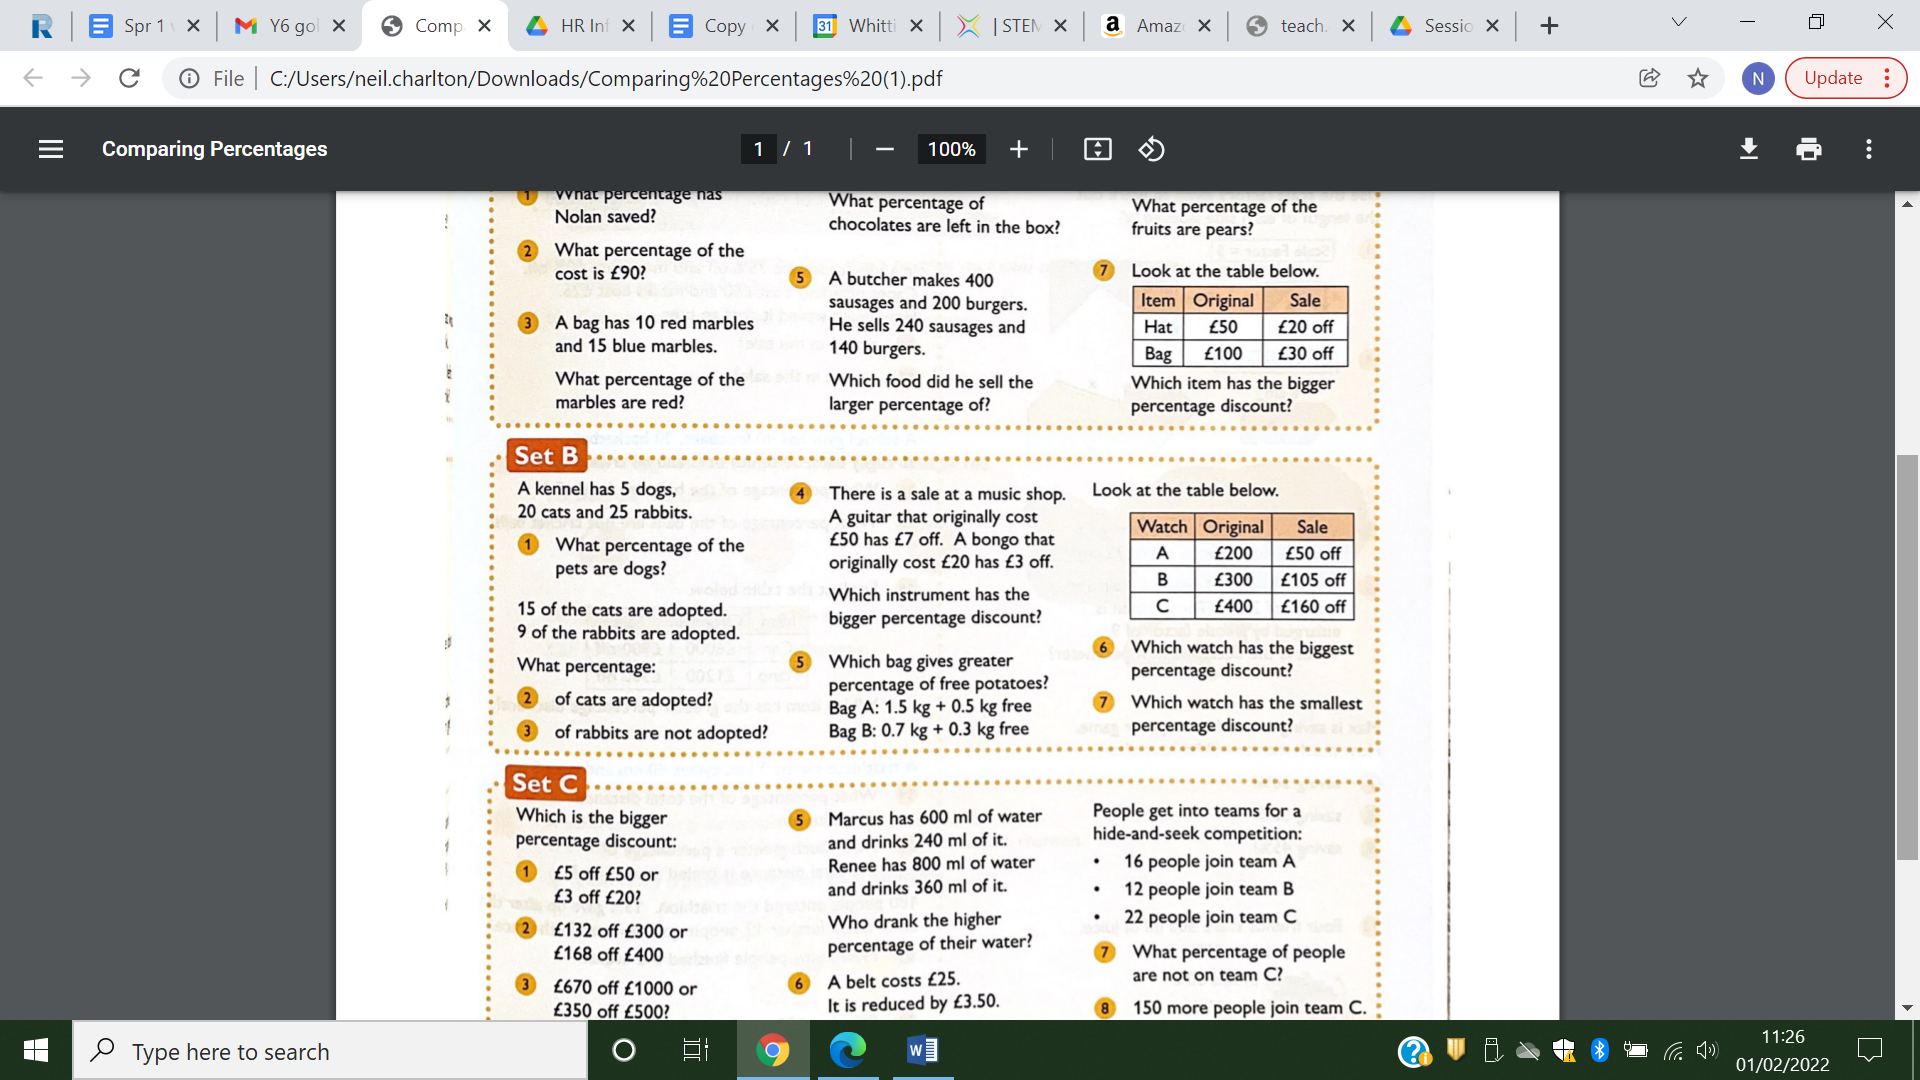 Spr 1
Y6 gol
Comp
HR Inf
Copy
Whitti
| STEM
Amaz
teach.
Sessio
File
C:/Users/neil.charlton/Downloads/Comparing%20Percentages%20(1).pdf
N
Update
Comparing Percentages
1 / 1
100%
1 What percentage has
Nolan saved?
2 What percentage of the
cost is £90?
3 A bag has 10 red marbles
and 15 blue marbles.
What percentage of the
marbles are red?
What percentage of
chocolates are left in the box?
5 A butcher makes 400
sausages and 200 burgers.
He sells 240 sausages and
140 burgers.
Which food did he sell the
larger percentage of?
What percentage of the
fruits are pears?
7 Look at the table below.
Item Original Sale
Hat £50 £20 off
Bag £100 £30 off
Which item has the bigger
percentage discount?
Set B
A kennel has 5 dogs,
20 cats and 25 rabbits.
1 What percentage of the
pets are dogs?
15 of the cats are adopted.
9 of the rabbits are adopted.
What percentage:
2 of cats are adopted?
3 of rabbits are not adopted?
4 There is a sale at a music shop.
A guitar that originally cost
£50 has £7 off. A bongo that
originally cost £20 has £3 off.
Which instrument has the
bigger percentage discount?
5 Which bag gives greater
percentage of free potatoes?
Bag A: 1.5 kg + 0.5 kg free
Bag B: 0.7 kg + 0.3 kg free
Look at the table below.
Watch Original Sale
A £200 £50 off
B £300 £105 off
C £400 £160 off
6 Which watch has the biggest
percentage discount?
7 Which watch has the smallest
percentage discount?
Set C
Which is the bigger
percentage discount:
1 £5 off £50 or
£3 off £20?
2 £132 off £300 or
£168 off £400
3 £670 off £1000 or
£350 off £500?
5 Marcus has 600 ml of water
and drinks 240 ml of it.
Renee has 800 ml of water
and drinks 360 ml of it.
Who drank the higher
percentage of their water?
6 A belt costs £25.
It is reduced by £3.50.
People get into teams for a
hide-and-seek competition:
• 16 people join team A
• 12 people join team B
• 22 people join team C
7 What percentage of people
are not on team C?
8 150 more people join team C.
Type here to search
11:26
01/02/2022